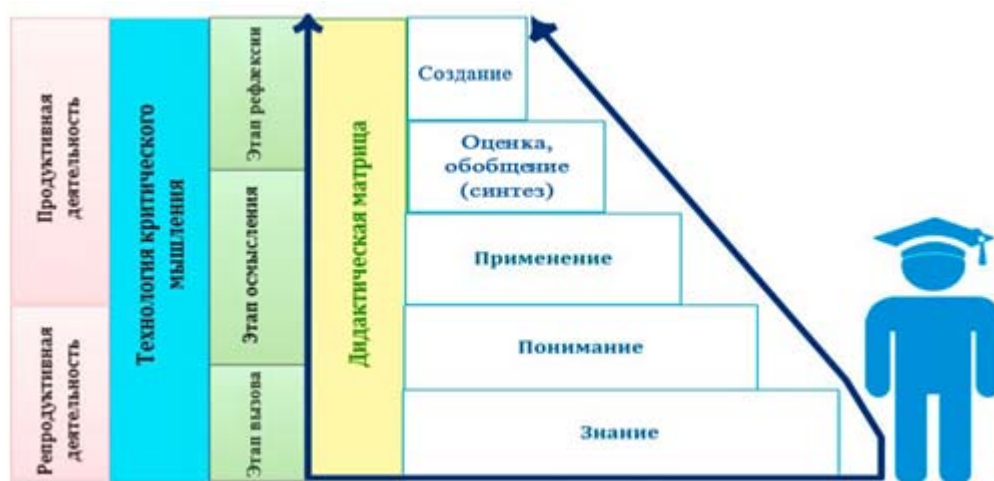 Продуктивная
деятельность
Репродуктивная
деятельность
Технология критического
мышления
Этап рефлексии
Этап осмысления
Этап вызова
Дидактическая матрица
Создание
Оценка,
обобщение
(синтез)
Применение
Понимание
Знание